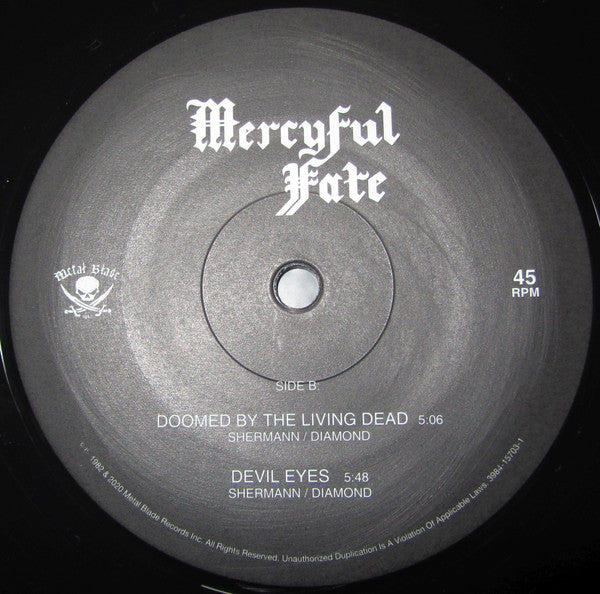 Mercyful
Fate
Metal Blade
45
RPM
SIDE B:
DOOMED BY THE LIVING DEAD 5:06
SHERMANN / DIAMOND
DEVIL EYES 5:48
SHERMANN / DIAMOND
1982 & 2020 Metal Blade Records Inc. All Rights Reserved. Unauthorized Duplication Is A Violation Of Applicable Laws. 3984-15703-1